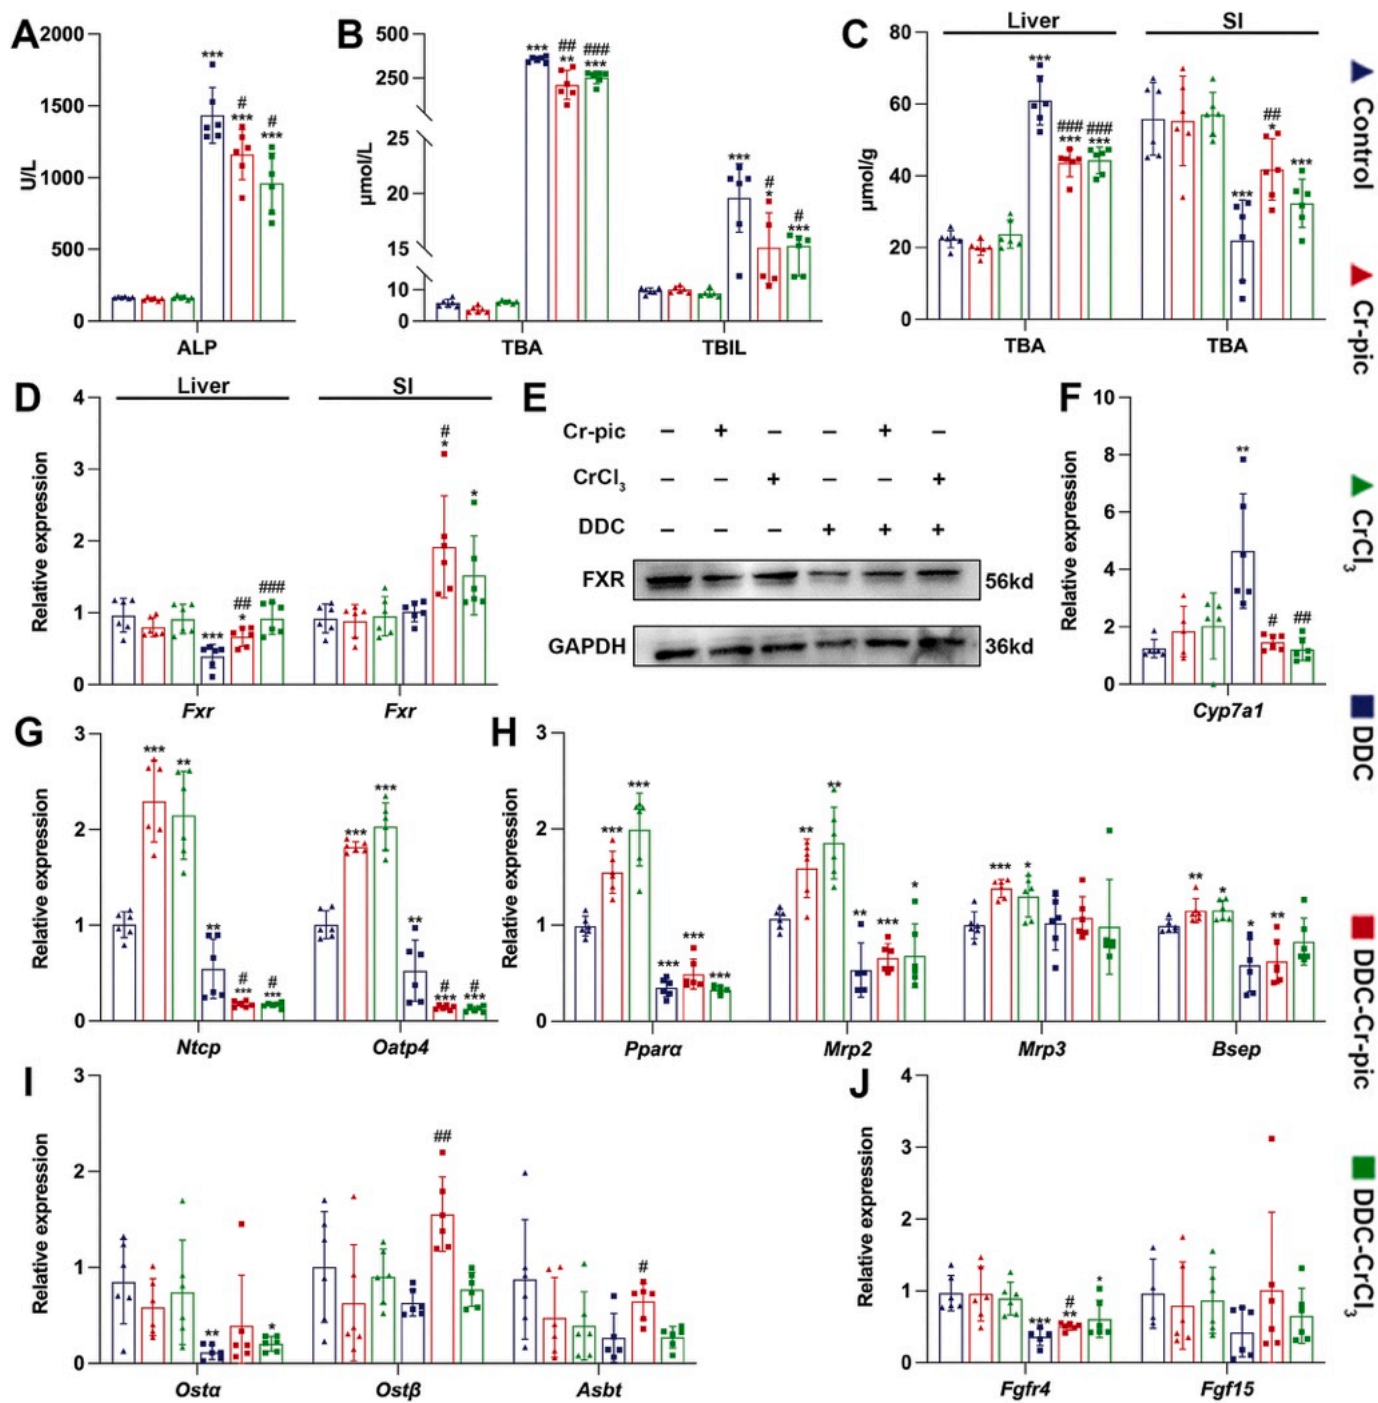 A
2000
1500
1000
500
0
U/L
***
#
***
#
***
ALP
B
500
250
25
20
15
10
0
µmol/L
***
##
**
###
***
***
#
*
#
***
TBA
TBIL
C
Liver
SI
80
60
40
20
0
µmol/g
***
###
***
###
***
***
##
*
***
TBA
TBA
Control
Cr-pic
CrCl3
DDC
DDC-Cr-pic
DDC-CrCl3
D
Liver
SI
4
3
2
1
0
Relative expression
***
##
*
###
#
*
*
Fxr
Fxr
E
Cr-pic – + – – + –
CrCl3 – – + – – +
DDC – – – + + +
FXR 56kd
GAPDH 36kd
F
10
8
6
4
2
0
Relative expression
**
#
##
Cyp7a1
G
3
2
1
0
Relative expression
***
**
**
#
***
#
***
***
***
**
#
***
#
***
Ntcp
Oatp4
H
3
2
1
0
Relative expression
***
***
***
***
***
**
**
**
***
*
***
*
**
*
*
**
Pparα
Mrp2
Mrp3
Bsep
I
3
2
1
0
Relative expression
**
*
##
#
Ostα
Ostβ
Asbt
J
4
3
2
1
0
Relative expression
***
#
**
*
Fgfr4
Fgf15